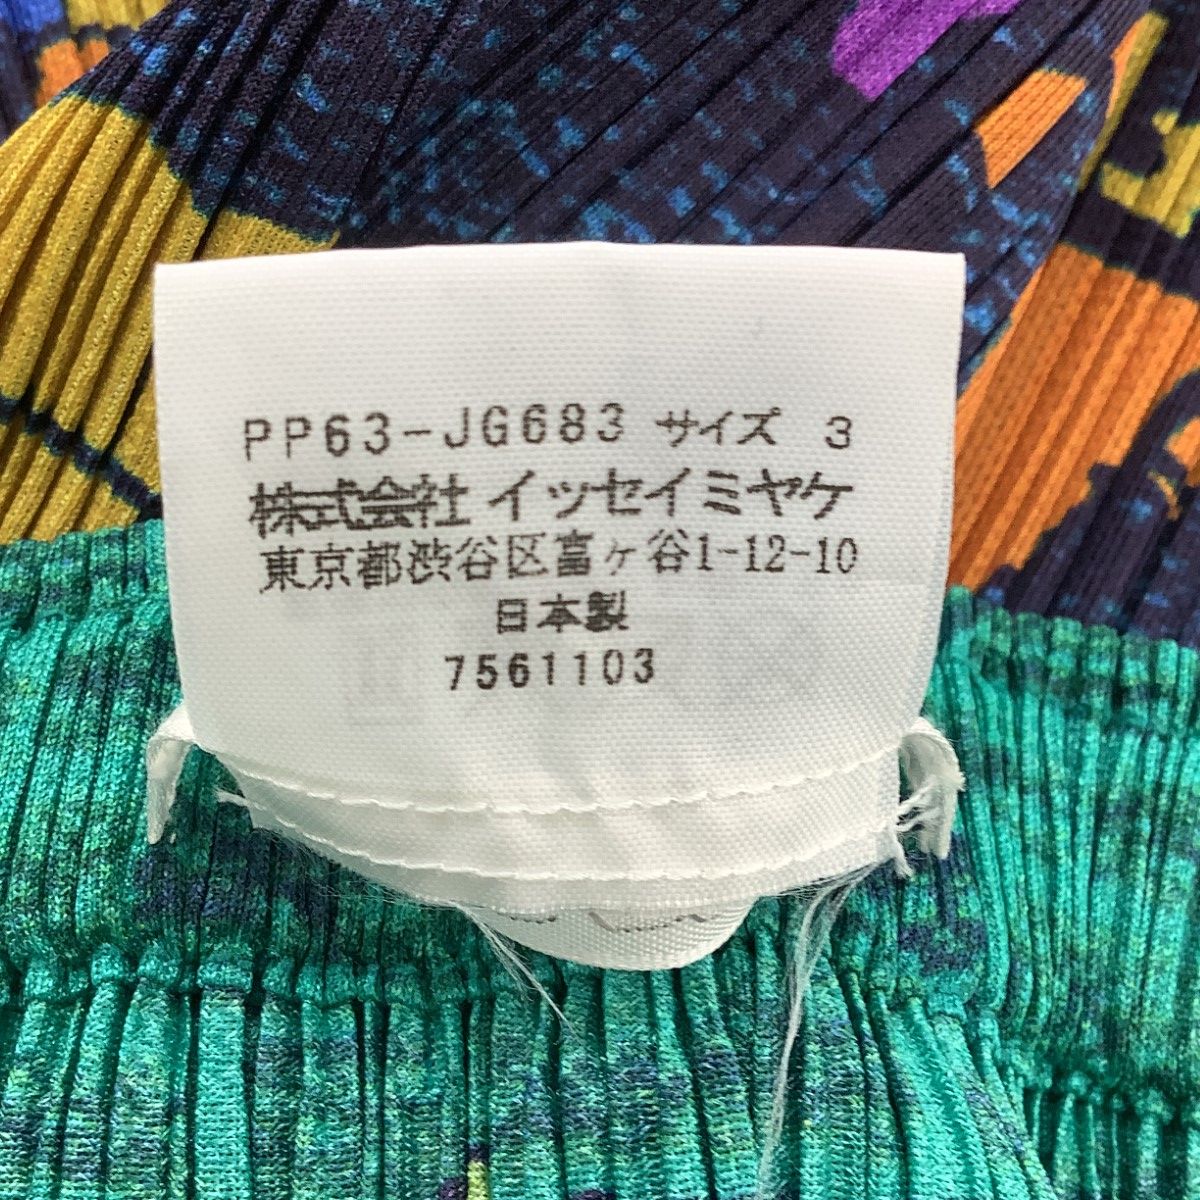 PP63-JG683 サイズ 3
株式会社 イッセイミヤケ
東京都渋谷区富ヶ谷1-12-10
日本製
7561103